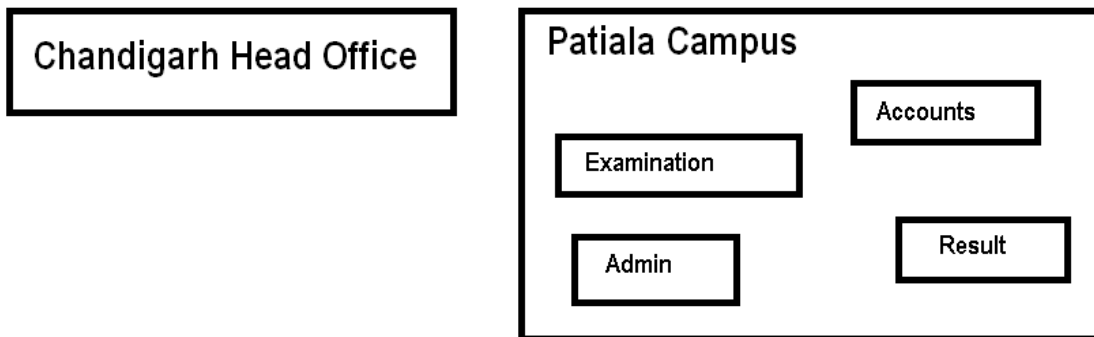 Chandigarh Head Office
Patiala Campus
Accounts
Examination
Admin
Result